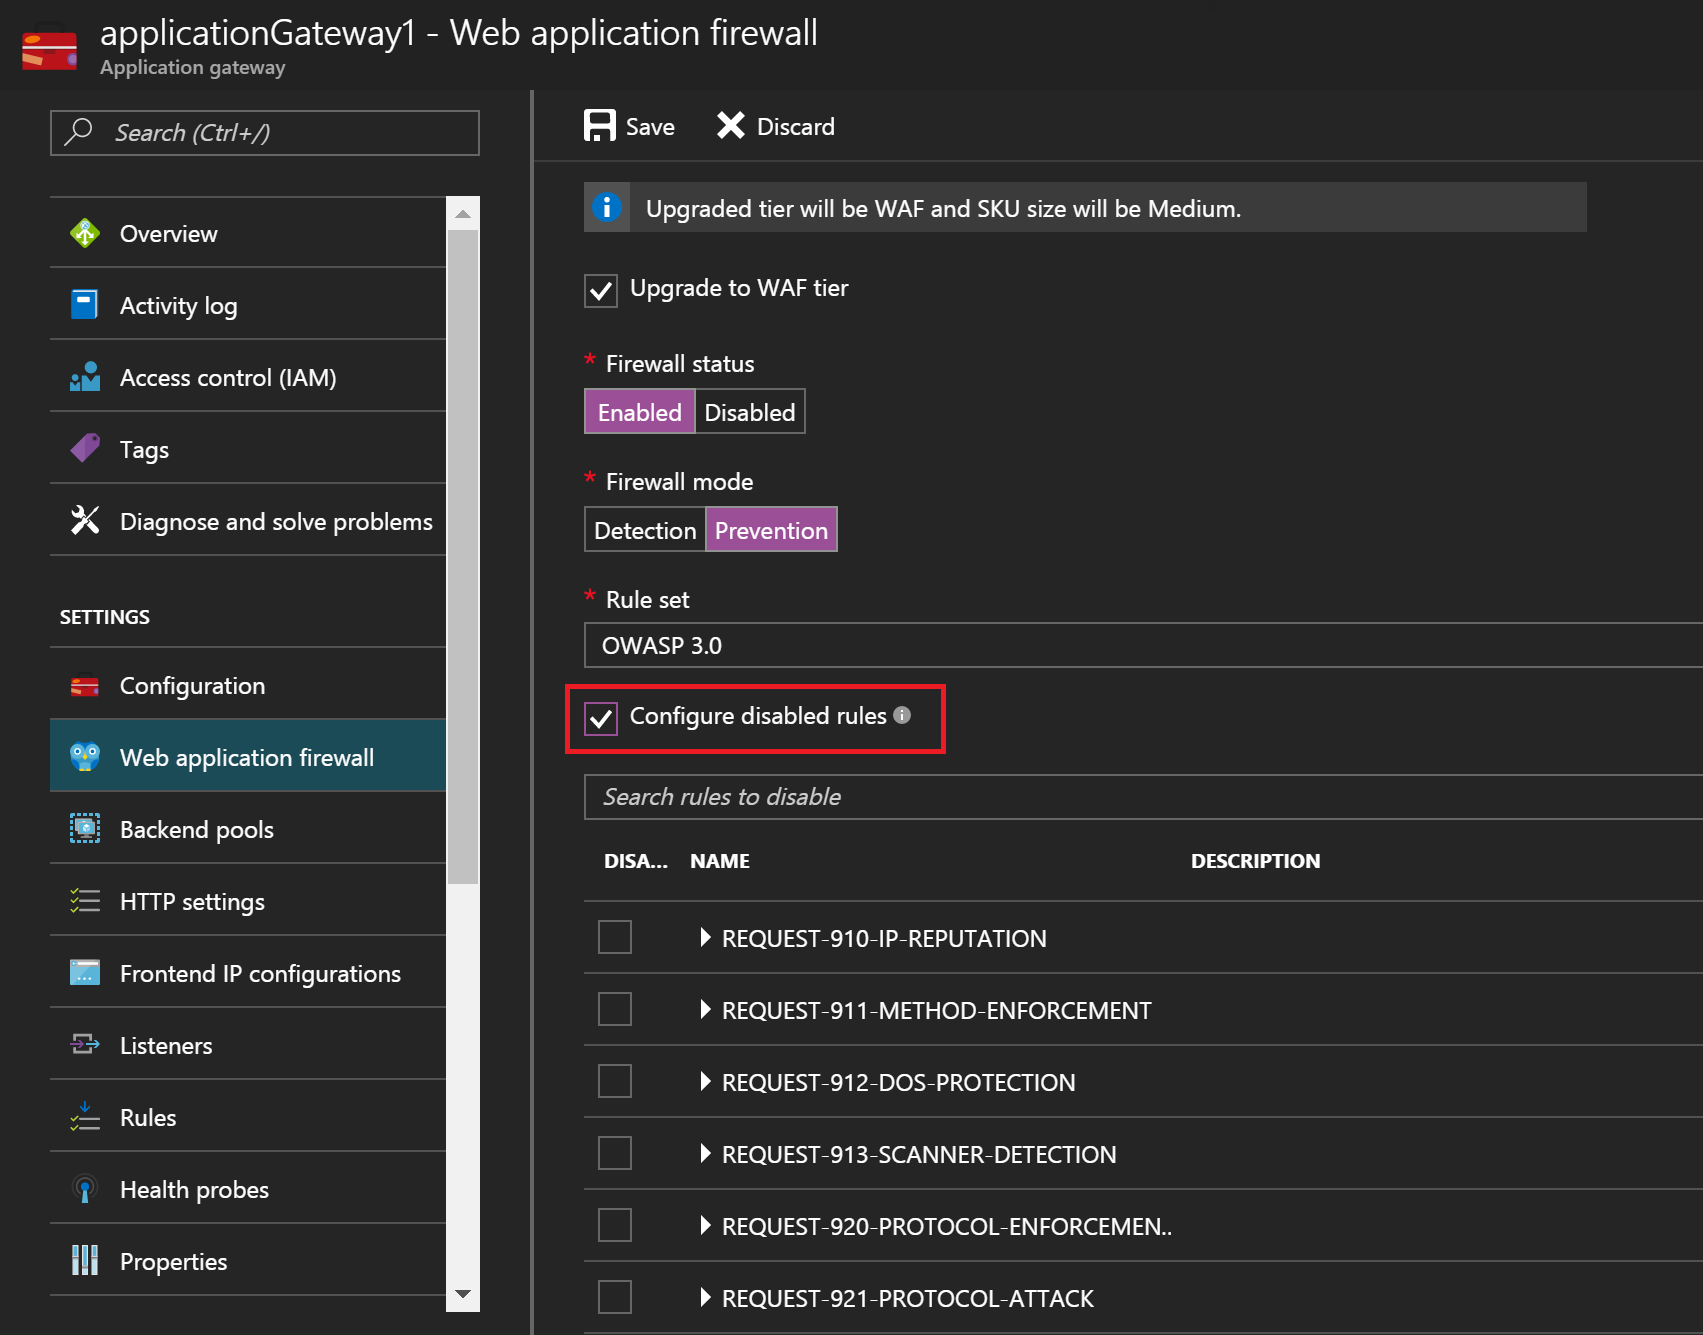 applicationGateway1 - Web application firewall
Application gateway
Search (Ctrl+/)
Overview
Activity log
Access control (IAM)
Tags
Diagnose and solve problems
SETTINGS
Configuration
Web application firewall
Backend pools
HTTP settings
Frontend IP configurations
Listeners
Rules
Health probes
Properties
Save Discard
Upgraded tier will be WAF and SKU size will be Medium.
Upgrade to WAF tier
* Firewall status
Enabled Disabled
* Firewall mode
Detection Prevention
* Rule set
OWASP 3.0
Configure disabled rules
Search rules to disable
DISA... NAME DESCRIPTION
REQUEST-910-IP-REPUTATION
REQUEST-911-METHOD-ENFORCEMENT
REQUEST-912-DOS-PROTECTION
REQUEST-913-SCANNER-DETECTION
REQUEST-920-PROTOCOL-ENFORCEMEN..
REQUEST-921-PROTOCOL-ATTACK